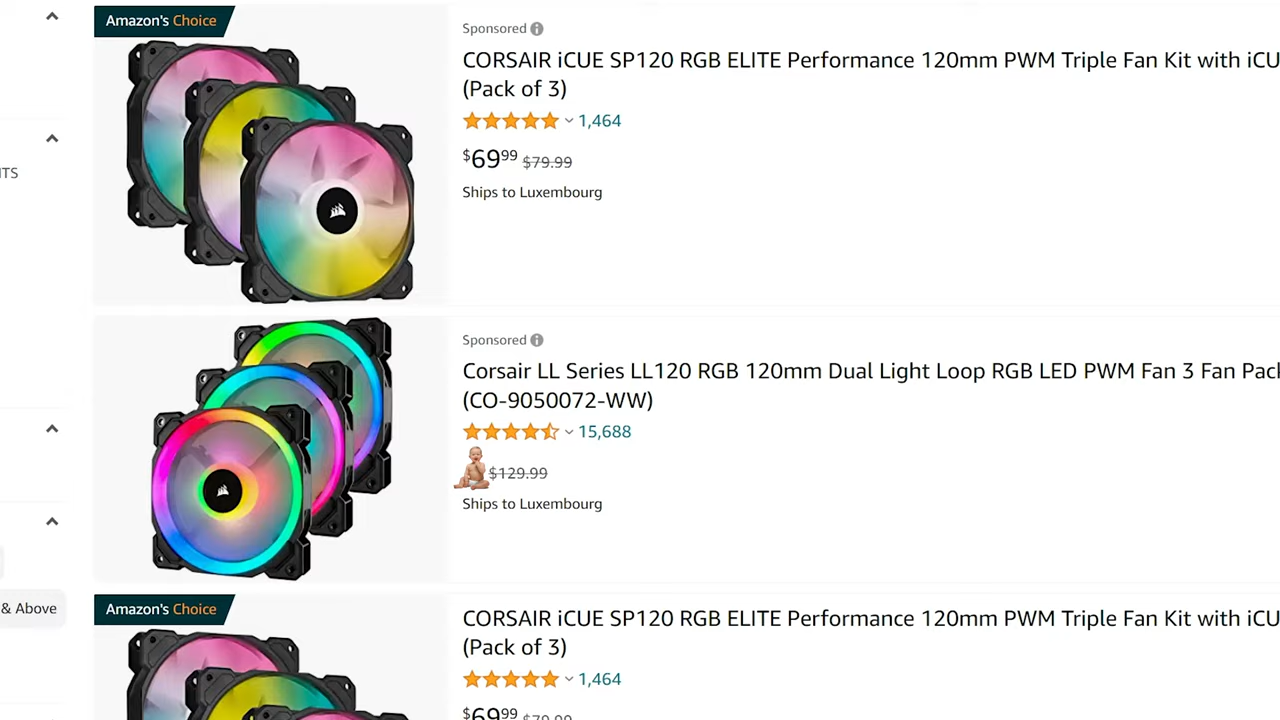 Amazon's Choice
Sponsored
CORSAIR iCUE SP120 RGB ELITE Performance 120mm PWM Triple Fan Kit with iCU
(Pack of 3)
1,464
$69.99 $79.99
Ships to Luxembourg
ITS
Sponsored
Corsair LL Series LL120 RGB 120mm Dual Light Loop RGB LED PWM Fan 3 Fan Pack
(CO-9050072-WW)
15,688
$129.99
Ships to Luxembourg
& Above
Amazon's Choice
CORSAIR iCUE SP120 RGB ELITE Performance 120mm PWM Triple Fan Kit with iCU
(Pack of 3)
1,464
$69.99 $79.99